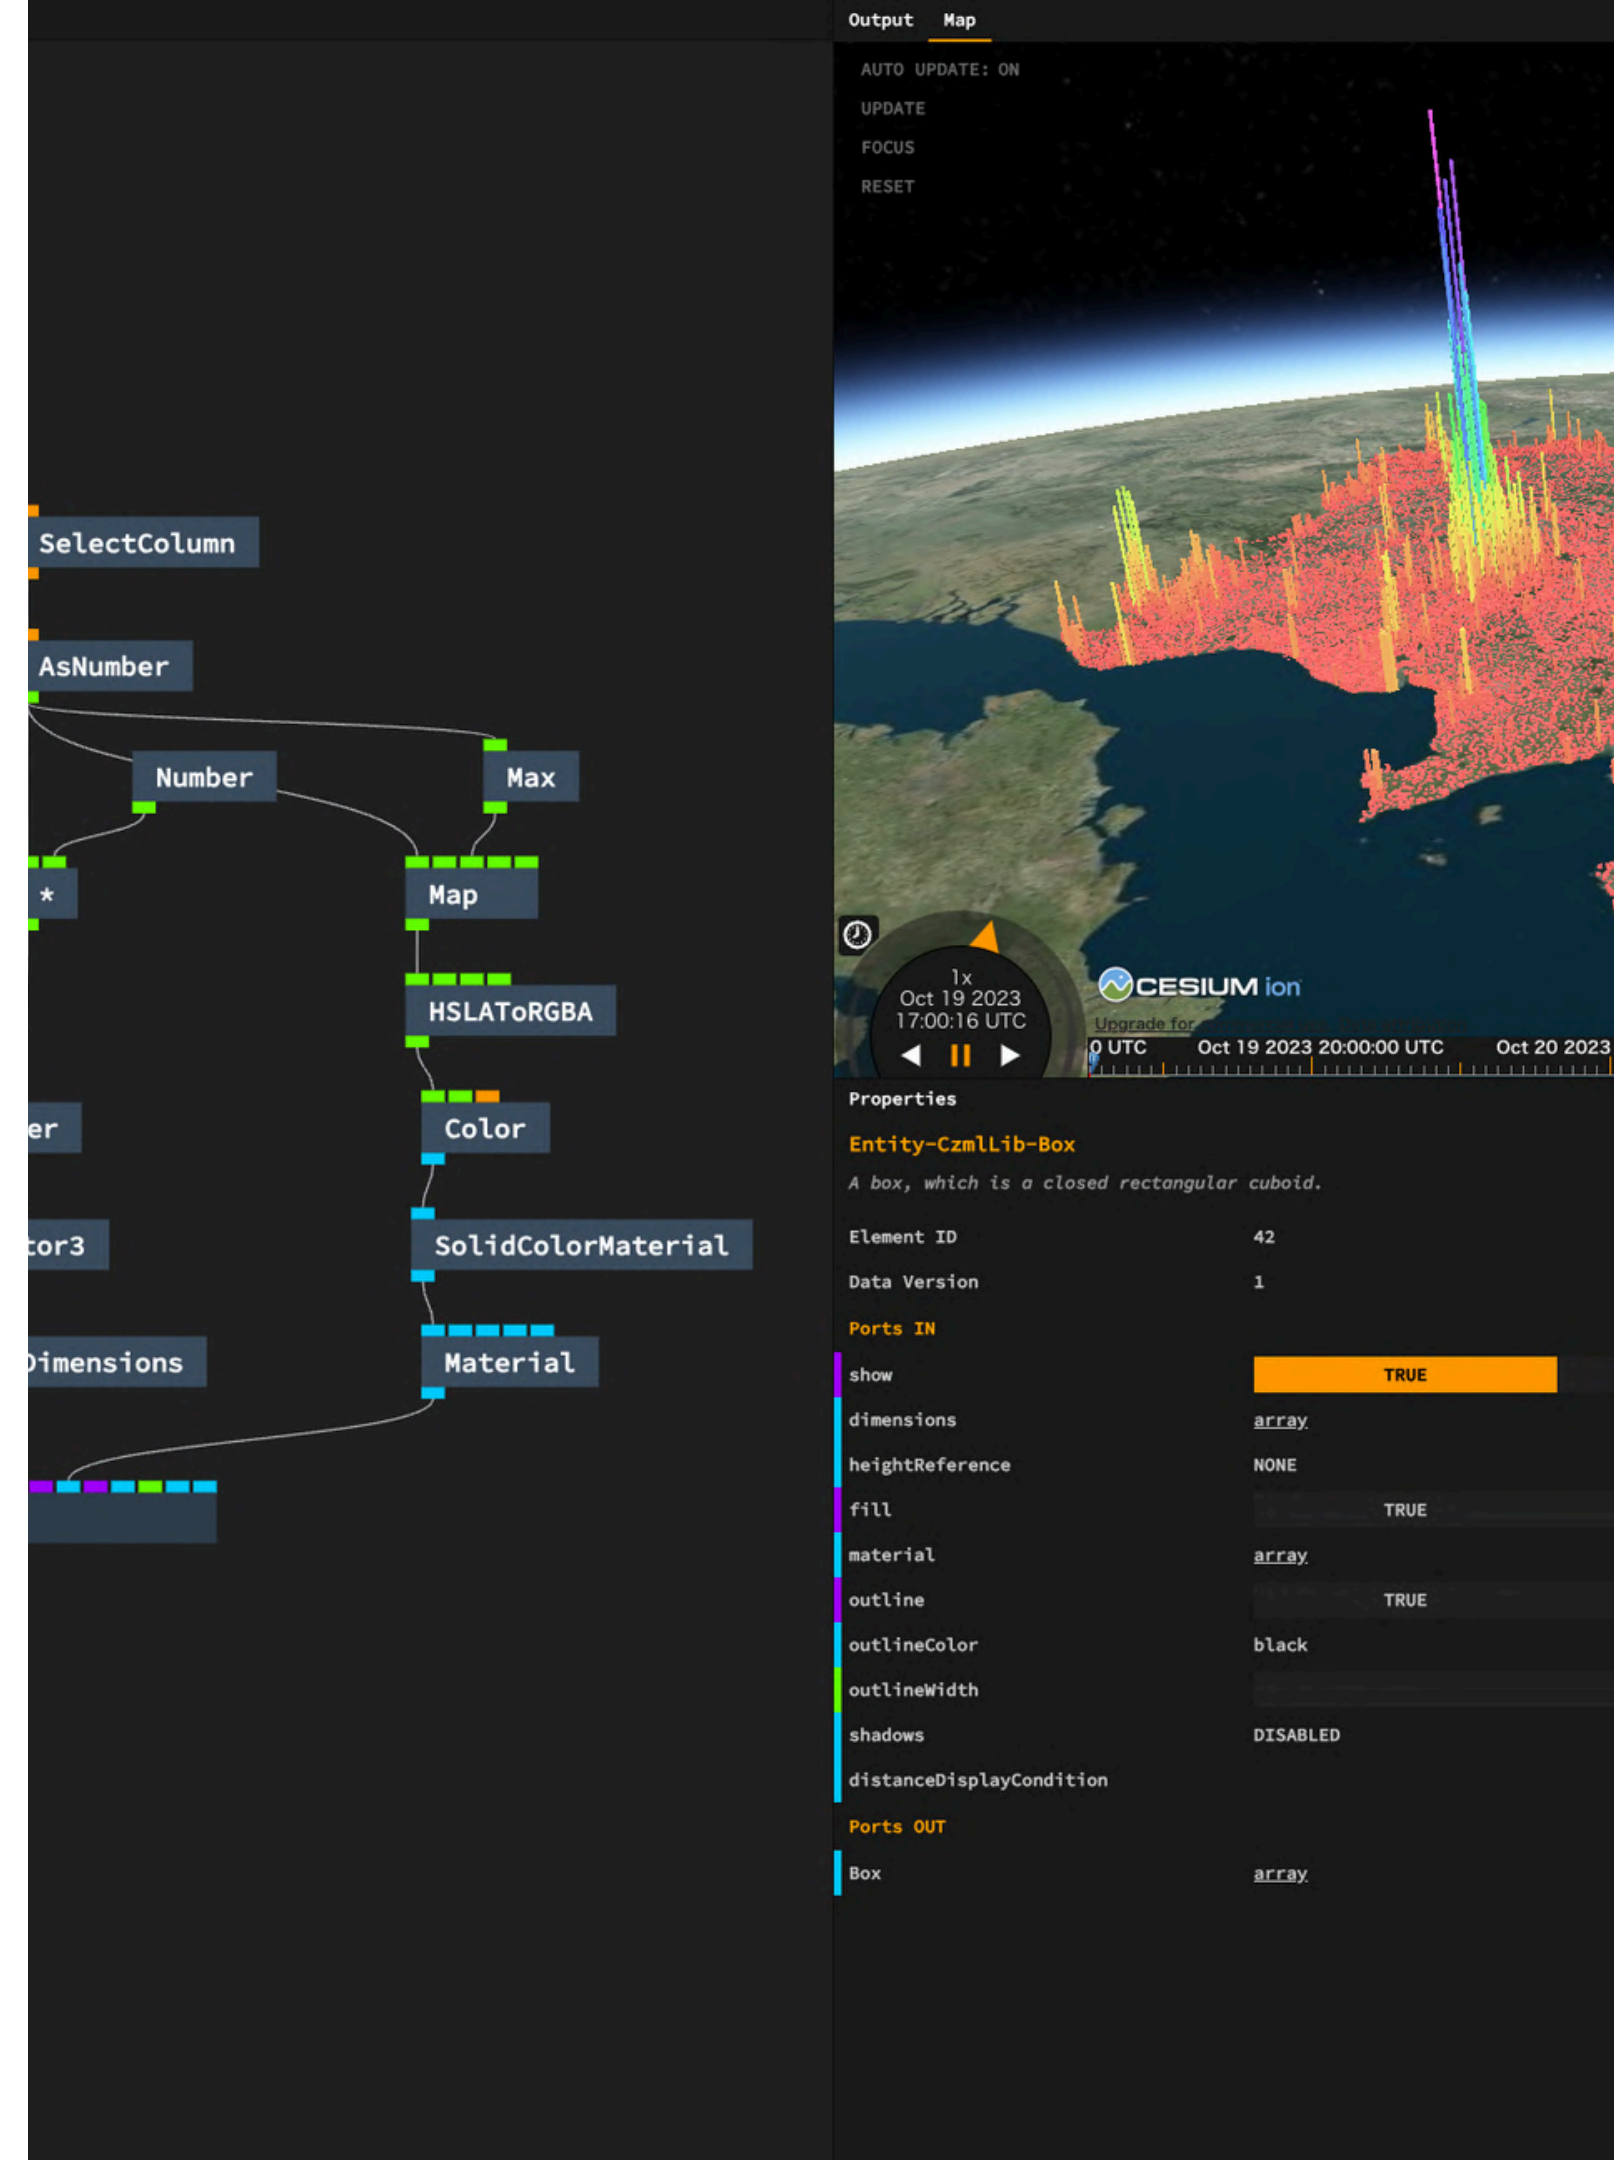 Output Map
AUTO UPDATE: ON
UPDATE
FOCUS
RESET
SelectColumn
AsNumber
Number
Max
*
Map
HSLAToRGBA
er
Color
tor3
SolidColorMaterial
Dimensions
Material
1x
Oct 19 2023
17:00:16 UTC
CESIUM ion
Upgrade for
0 UTC Oct 19 2023 20:00:00 UTC Oct 20 2023
Properties
Entity-CzmlLib-Box
A box, which is a closed rectangular cuboid.
Element ID 42
Data Version 1
Ports IN
show TRUE
dimensions array
heightReference NONE
fill TRUE
material array
outline TRUE
outlineColor black
outlineWidth
shadows DISABLED
distanceDisplayCondition
Ports OUT
Box array